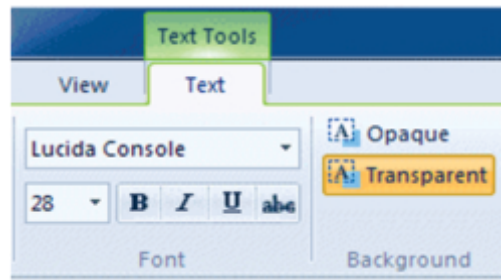 Text Tools
View Text
Lucida Console
Opaque
Transparent
28 B I U abc
Font Background